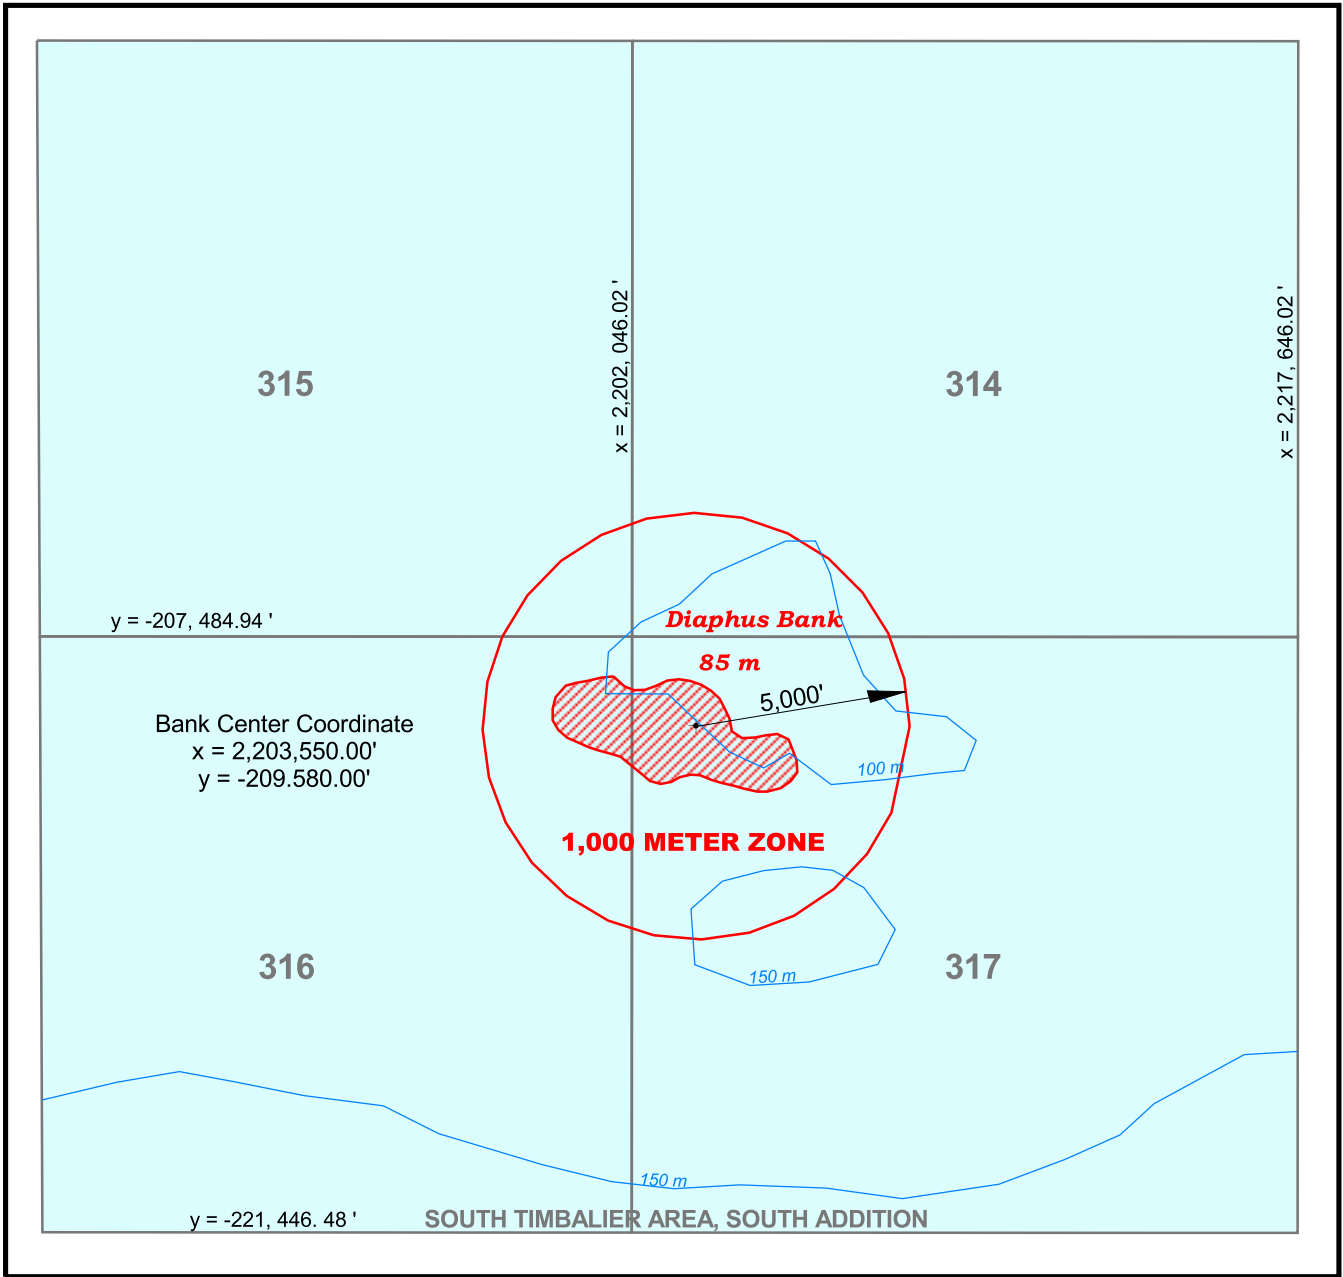 x = 2,202, 046.02 '
x = 2,217, 646.02 '
315
314
y = -207, 484.94 '
Diaphus Bank
85 m
5,000'
Bank Center Coordinate
x = 2,203,550.00'
y = -209.580.00'
100 m
1,000 METER ZONE
316
317
150 m
150 m
y = -221, 446. 48 '
SOUTH TIMBALIER AREA, SOUTH ADDITION